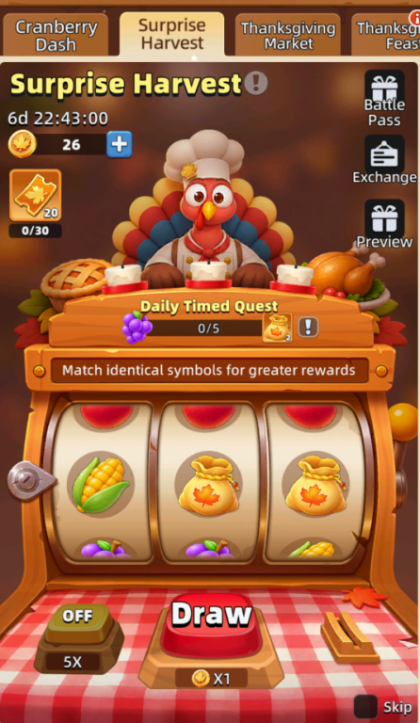 Cranberry
Dash
Surprise
Harvest
Thanksgiving
Market
Feast
Surprise Harvest!
6d 22:43:00
26
Battle
Pass
20
0/30
Exchange
Preview
Daily Timed Quest
0/5
2
!
Match identical symbols for greater rewards
OFF
5X
Draw
X1
Skip